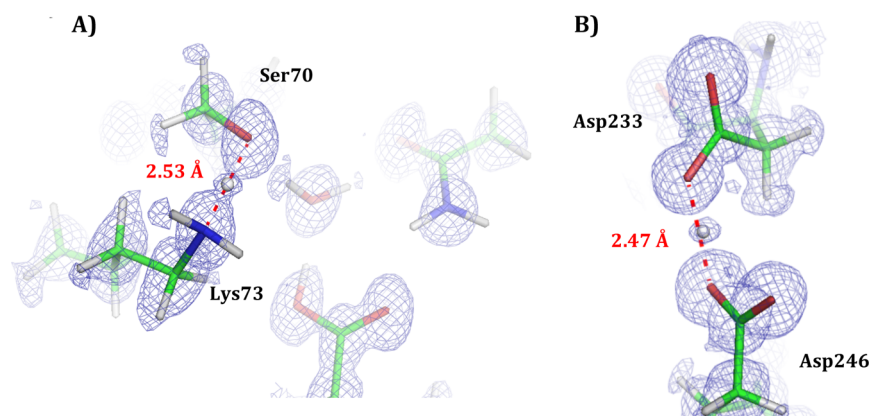 A)
Ser70
2.53 Å
Lys73
B)
Asp233
2.47 Å
Asp246